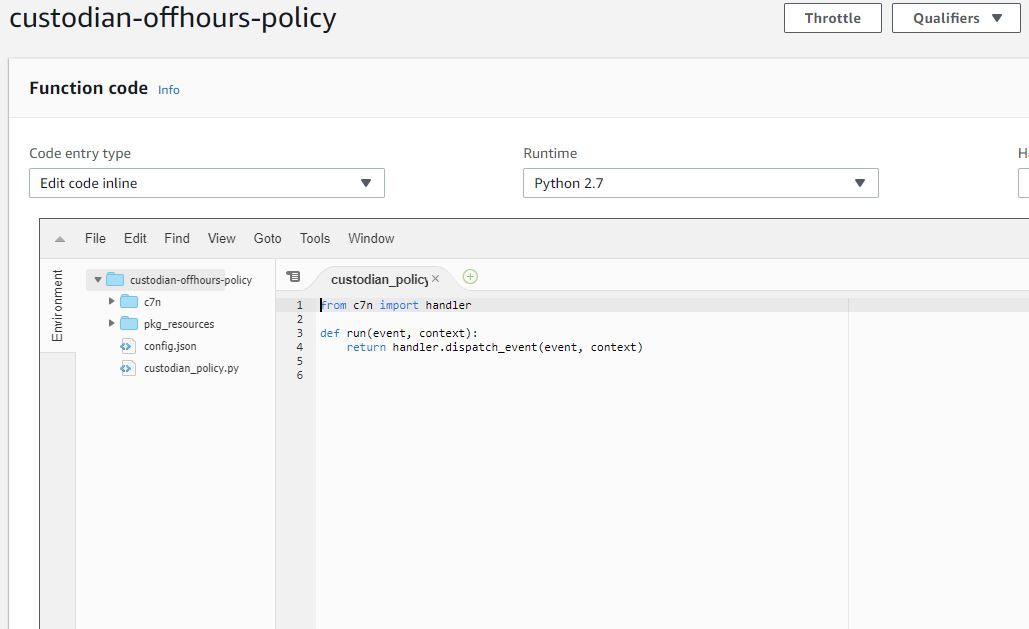 custodian-offhours-policy
Throttle
Qualifiers
Function code Info
Code entry type
Runtime
Edit code inline
Python 2.7
File Edit Find View Goto Tools Window
Environment
custodian-offhours-policy
c7n
pkg_resources
config.json
custodian_policy.py
custodian_policy
1 from c7n import handler
2
3 def run(event, context):
4 return handler.dispatch_event(event, context)
5
6